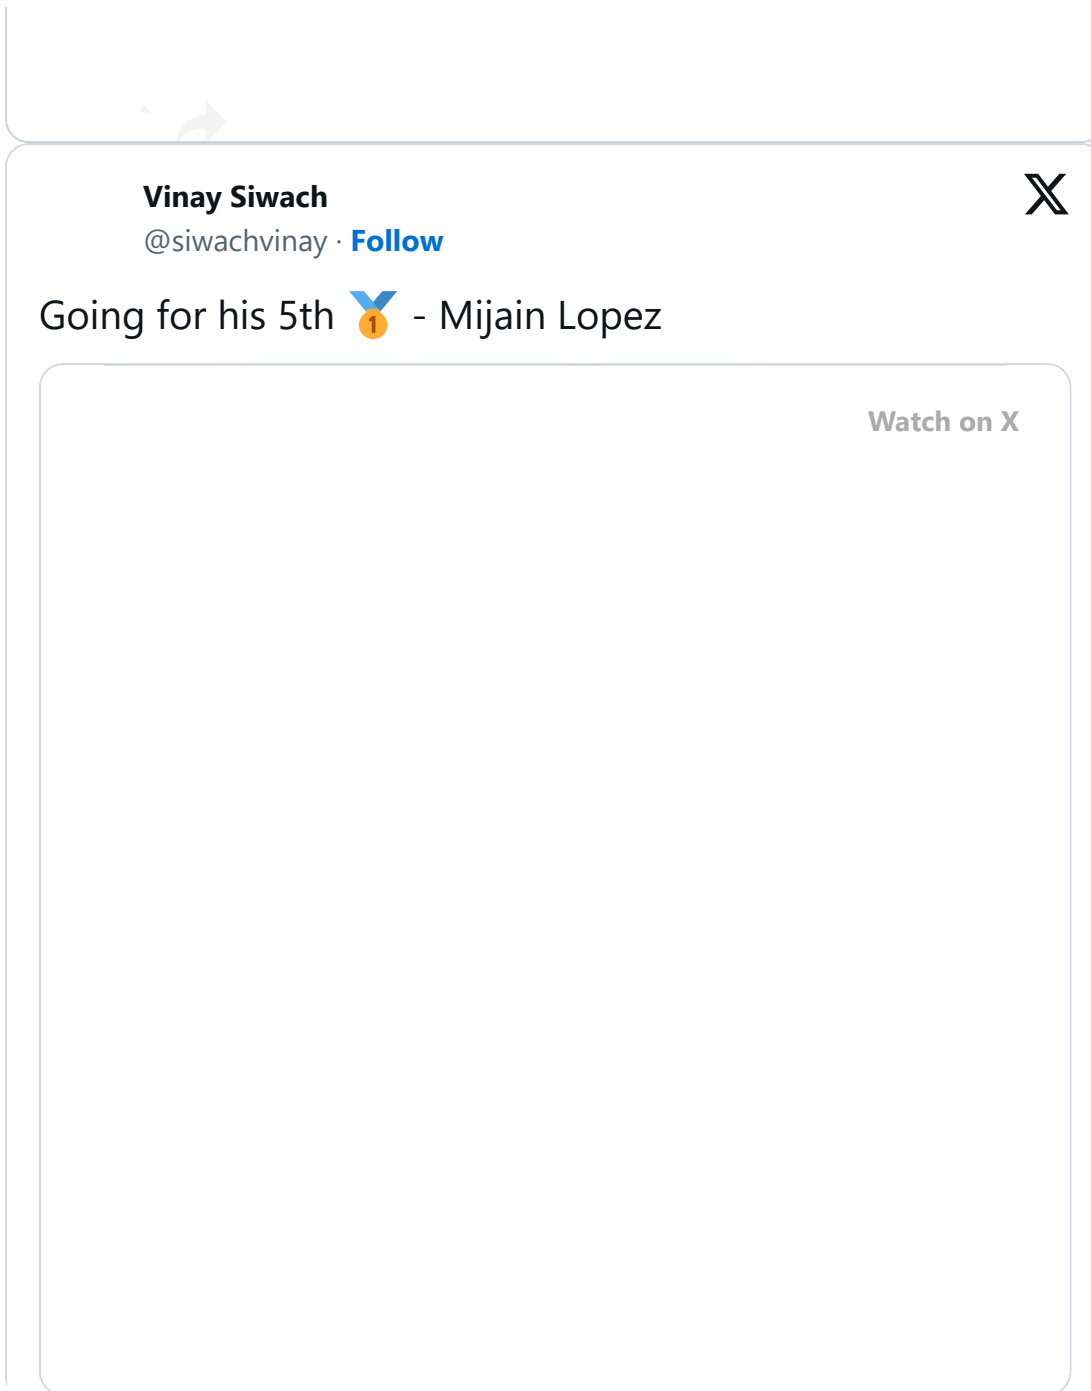 Vinay Siwach
@siwachvinay · Follow
Going for his 5th 🥇 - Mijain Lopez
Watch on X